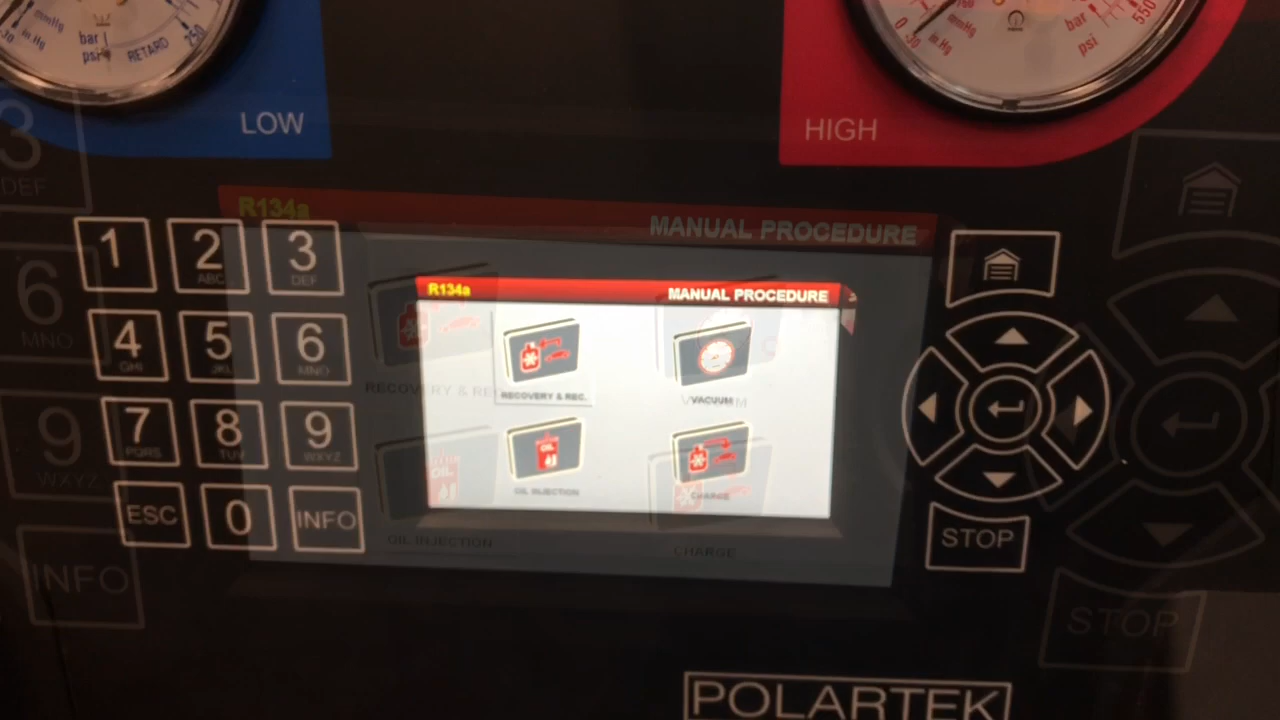 mmHg
in.Hg
bar
psi
RETARD
250
LOW
0
-30
mmHg
in.Hg
bar
psi
550
HIGH
R134a
MANUAL PROCEDURE
R134a
MANUAL PROCEDURE
RECOVERY & REC.
VACUUM
OIL INJECTION
CHARGE
RECOVERY & RE
OIL
OIL INJECTION
CHARGE
1
2 ABC
3 DEF
4 GHI
5 JKL
6 MNO
7 PQRS
8 TUV
9 WXYZ
ESC
0
INFO
STOP
3
DEF
6
MNO
9
WXYZ
INFO
STOP
POLARTEK